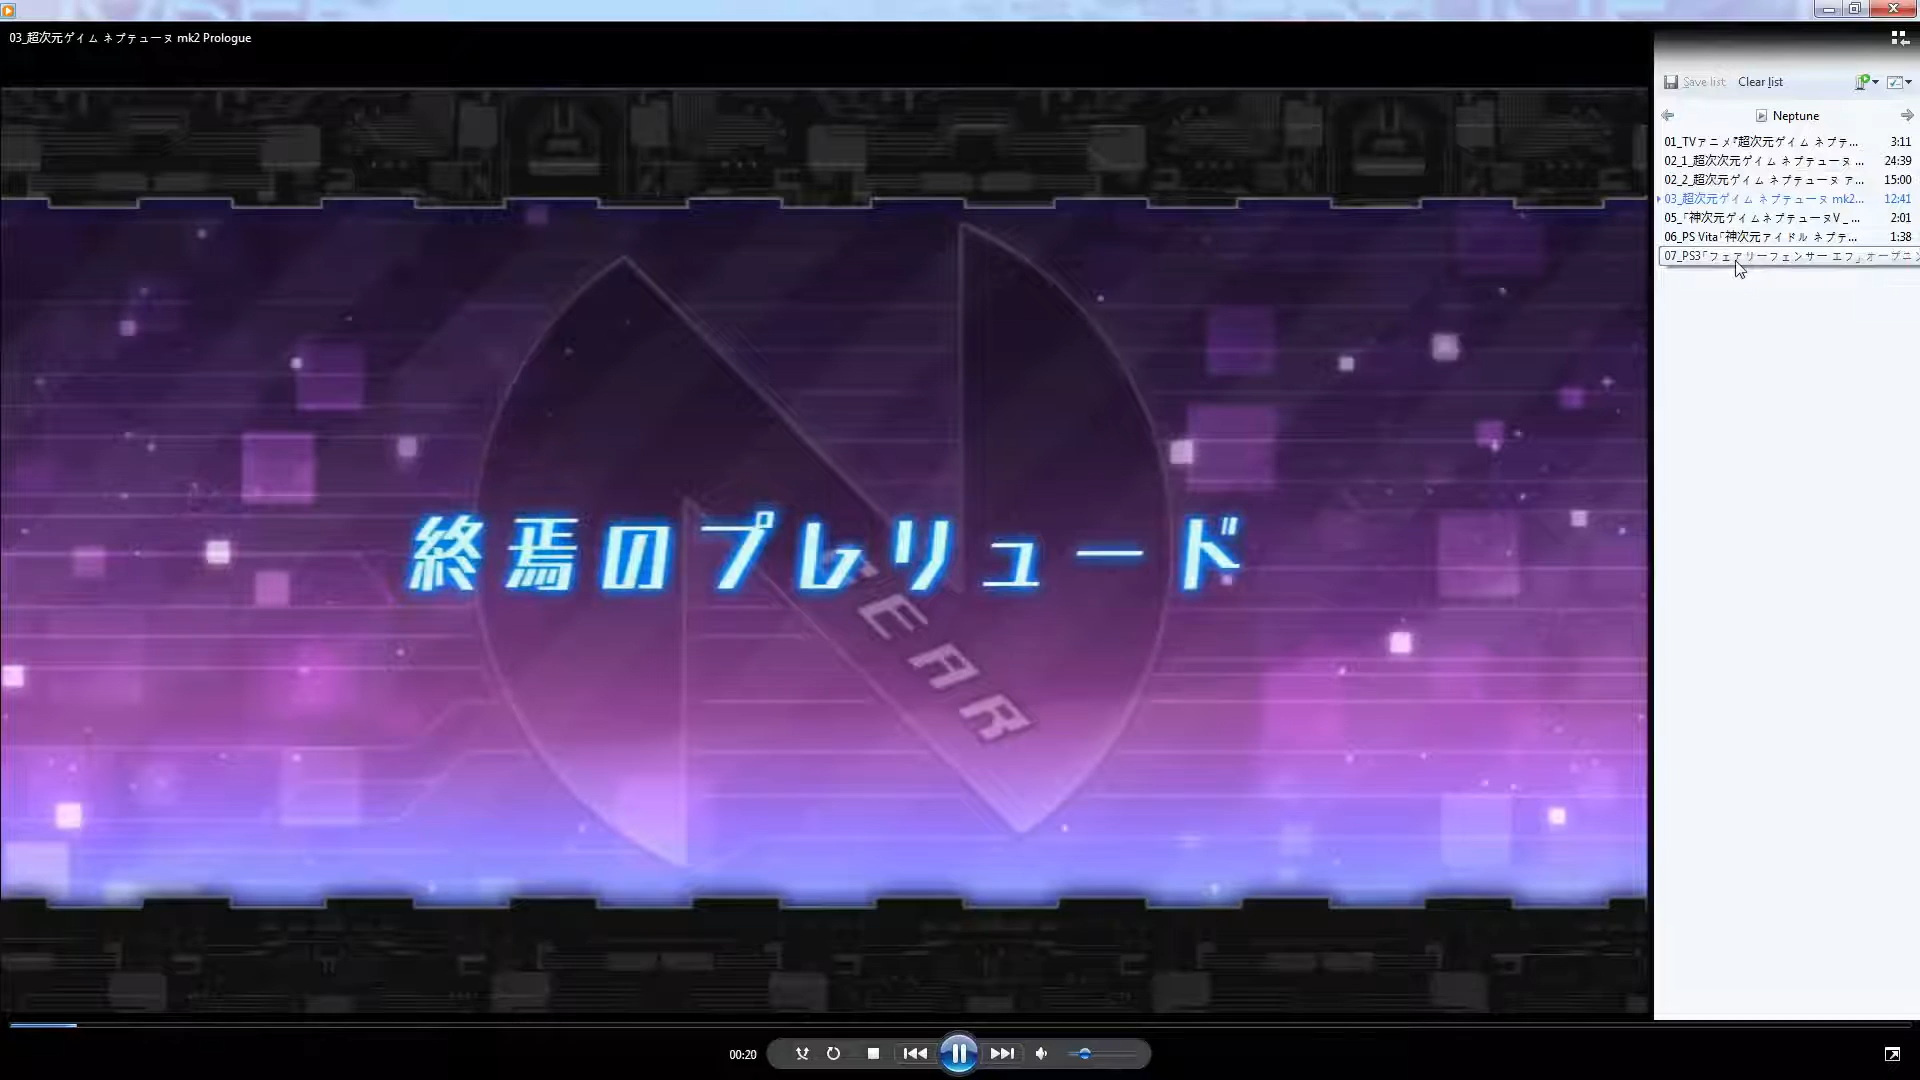 03_超次元ゲイム ネプテューヌ mk2 Prologue
Save list Clear list
Neptune
01_TVアニメ『超次元ゲイム ネプテ... 3:11
02_1_超次次元ゲイム ネプテューヌ ... 24:39
02_2_超次元ゲイム ネプテューヌ ァ... 15:00
03_超次元ゲイム ネプテューヌ mk2... 12:41
05_「神次元ゲイムネプテューヌV _ ... 2:01
06_PS Vita「神次元アイドル ネプテ... 1:38
07_PS3「フェアリーフェンサー エフ」オープニン
終焉のプレリュード
EAR
00:20